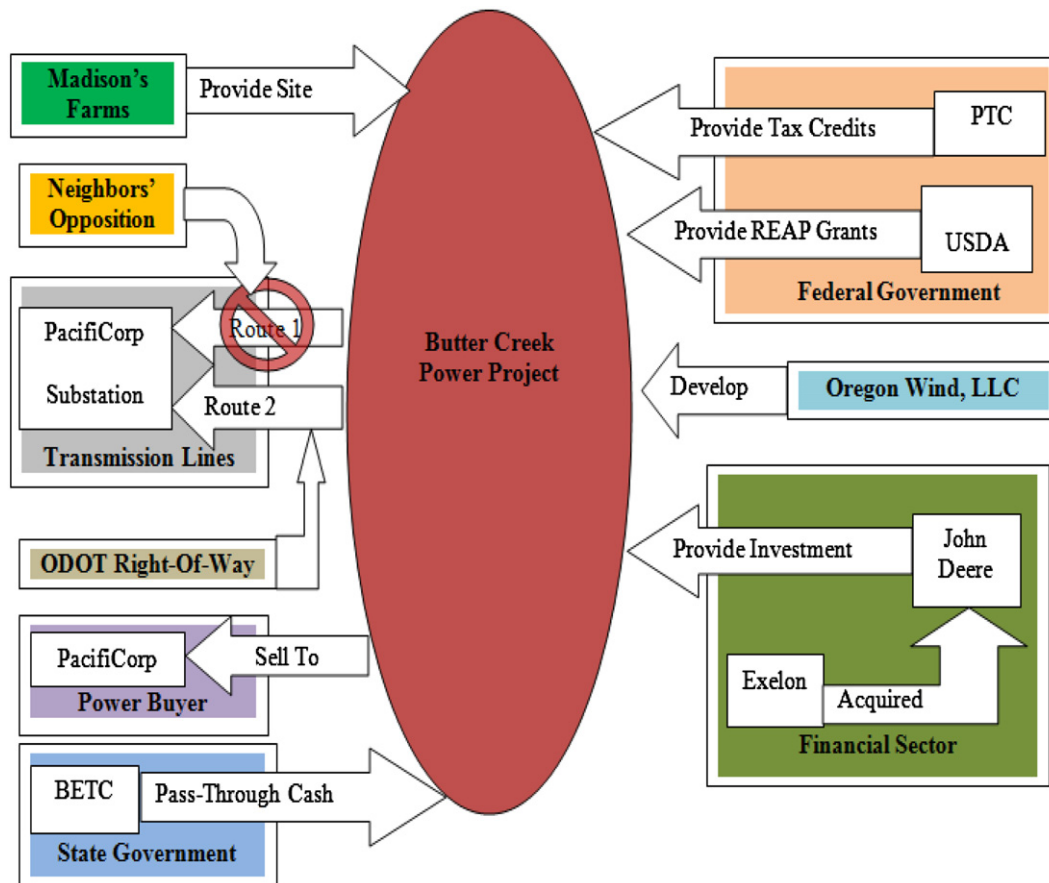 Madison's
Farms
Provide Site
Neighbors'
Opposition
PacifiCorp
Substation
Route 1
Route 2
Transmission Lines
ODOT Right-Of-Way
PacifiCorp
Sell To
Power Buyer
BETC
Pass-Through Cash
State Government
Butter Creek
Power Project
PTC
Provide Tax Credits
Provide REAP Grants
USDA
Federal Government
Develop
Oregon Wind, LLC
Provide Investment
John
Deere
Exelon
Acquired
Financial Sector